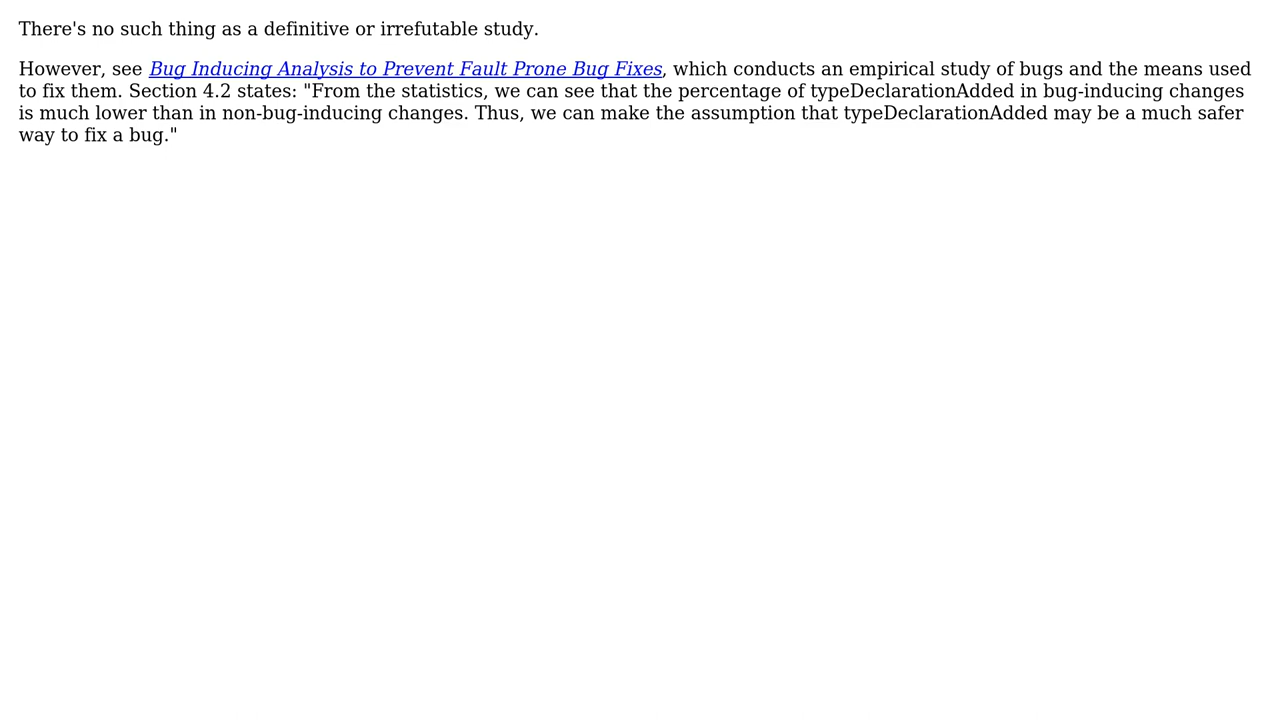 There's no such thing as a definitive or irrefutable study.
However, see Bug Inducing Analysis to Prevent Fault Prone Bug Fixes, which conducts an empirical study of bugs and the means used
to fix them. Section 4.2 states: "From the statistics, we can see that the percentage of typeDeclarationAdded in bug-inducing changes
is much lower than in non-bug-inducing changes. Thus, we can make the assumption that typeDeclarationAdded may be a much safer
way to fix a bug."